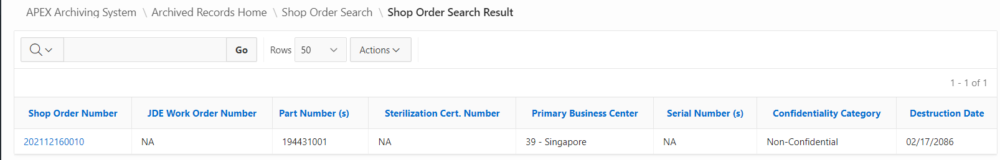 APEX Archiving System \ Archived Records Home \ Shop Order Search \ Shop Order Search Result
Go Rows 50 Actions
1 - 1 of 1
Shop Order Number JDE Work Order Number Part Number (s) Sterilization Cert. Number Primary Business Center Serial Number (s) Confidentiality Category Destruction Date
202112160010 NA 194431001 NA 39 - Singapore NA Non-Confidential 02/17/2086